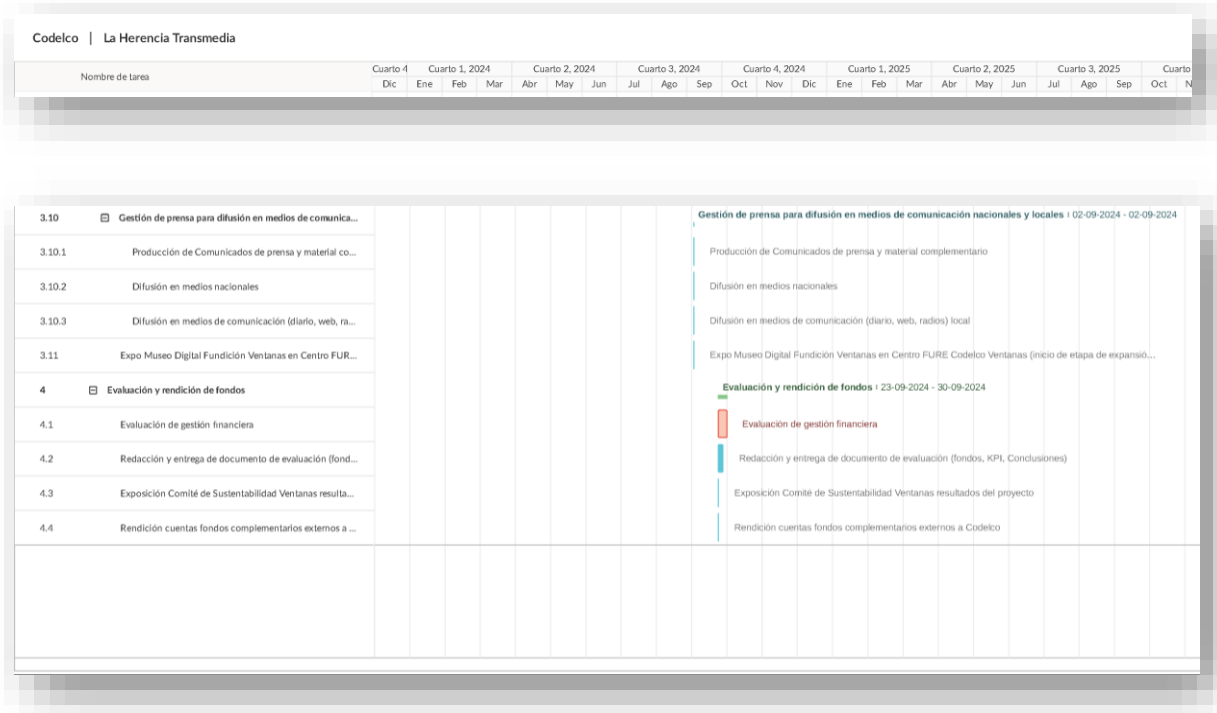 Codelco | La Herencia Transmedia
Nombre de tarea
Cuarto 4 Cuarto 1, 2024 Cuarto 2, 2024 Cuarto 3, 2024 Cuarto 4, 2024 Cuarto 1, 2025 Cuarto 2, 2025 Cuarto 3, 2025 Cuarto
Dic Ene Feb Mar Abr May Jun Jul Ago Sep Oct Nov Dic Ene Feb Mar Abr May Jun Jul Ago Sep Oct N
3.10 Gestión de prensa para difusión en medios de comunica... Gestión de prensa para difusión en medios de comunicación nacionales y locales : 02-09-2024 - 02-09-2024
3.10.1 Producción de Comunicados de prensa y material co... Producción de Comunicados de prensa y material complementario
3.10.2 Difusión en medios nacionales Difusión en medios nacionales
3.10.3 Difusión en medios de comunicación (diario, web, ra... Difusión en medios de comunicación (diario, web, radios) local
3.11 Expo Museo Digital Fundición Ventanas en Centro FUR... Expo Museo Digital Fundición Ventanas en Centro FURE Codelco Ventanas (inicio de etapa de expansió...
4 Evaluación y rendición de fondos Evaluación y rendición de fondos : 23-09-2024 - 30-09-2024
4.1 Evaluación de gestión financiera Evaluación de gestión financiera
4.2 Redacción y entrega de documento de evaluación (fond... Redacción y entrega de documento de evaluación (fondos, KPI, Conclusiones)
4.3 Exposición Comité de Sustentabilidad Ventanas resulta... Exposición Comité de Sustentabilidad Ventanas resultados del proyecto
4.4 Rendición cuentas fondos complementarios externos a ... Rendición cuentas fondos complementarios externos a Codelco